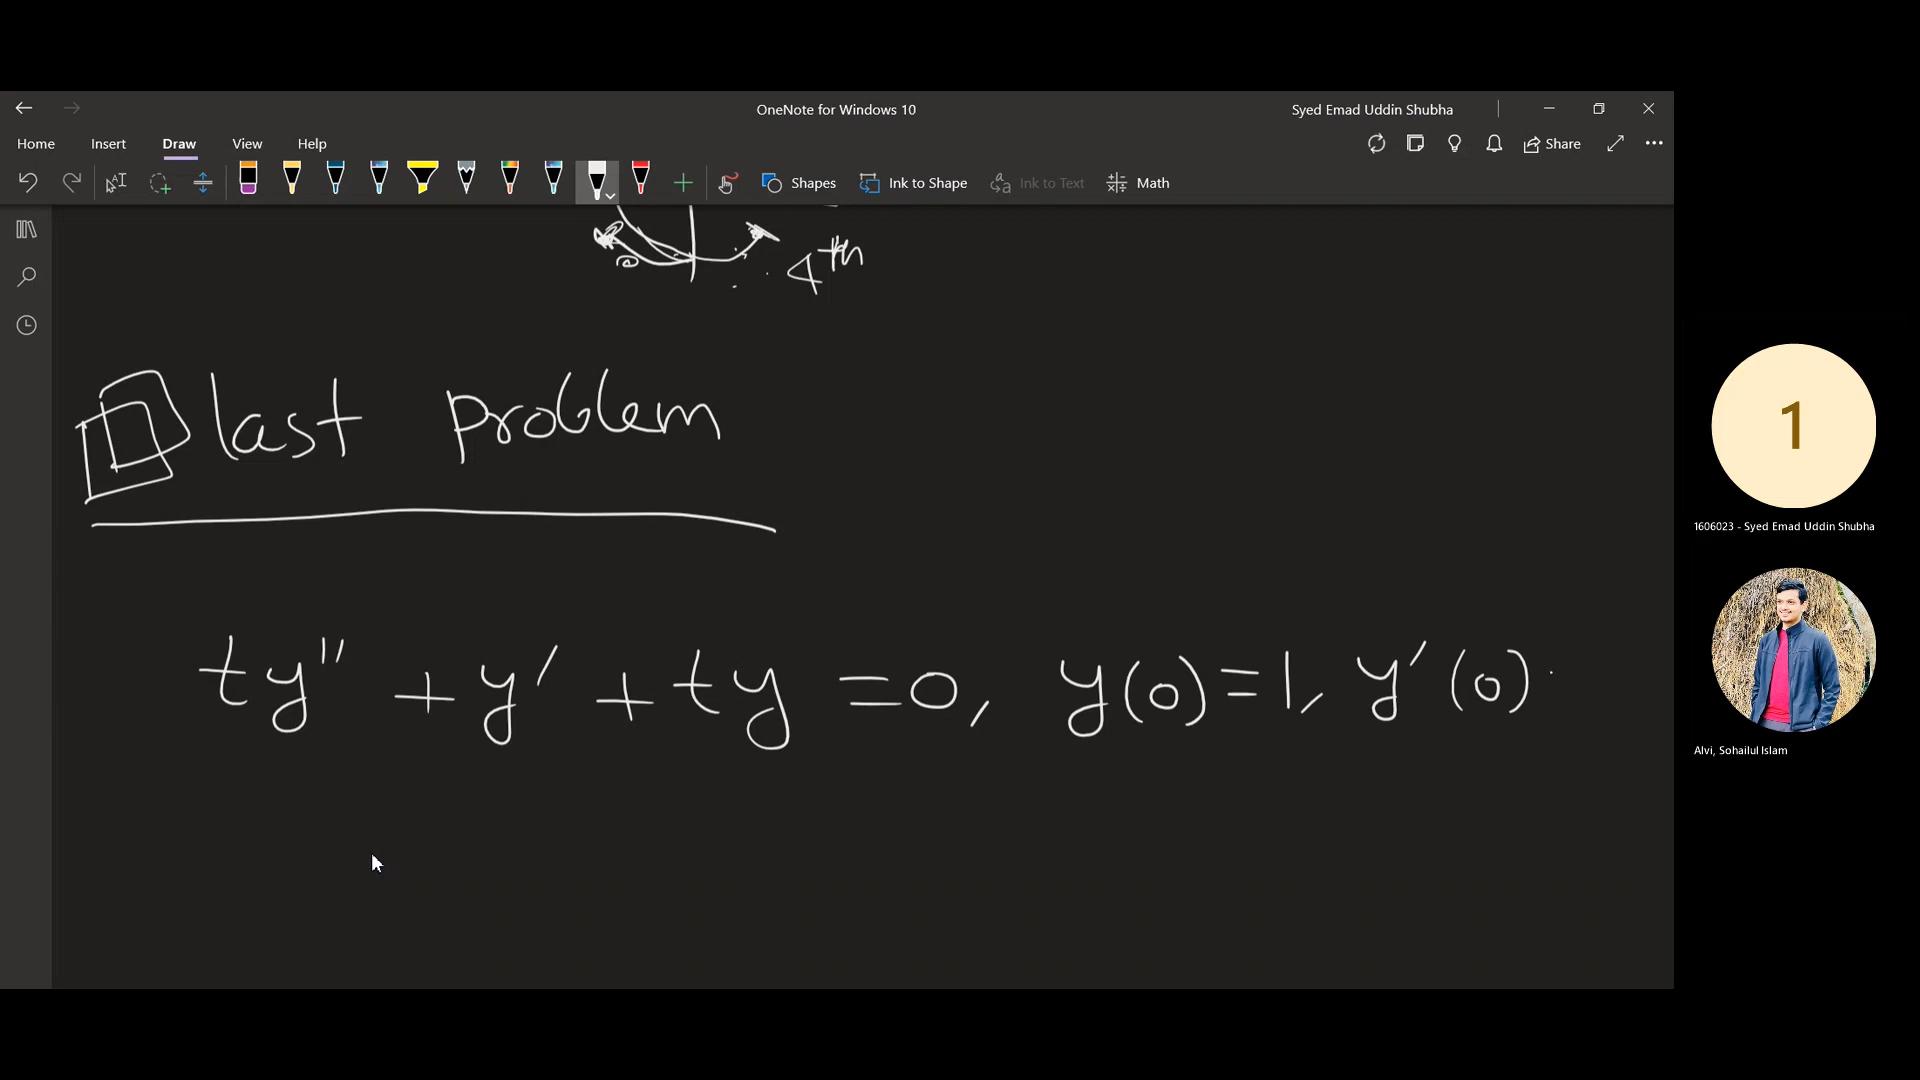 OneNote for Windows 10
Syed Emad Uddin Shubha
Home Insert Draw View Help
Share
Shapes Ink to Shape Ink to Text Math
4th
last problem
ty'' + y' + ty = 0, y(0) = 1, y'(0)
1
1606023 - Syed Emad Uddin Shubha
Alvi, Sohailul Islam